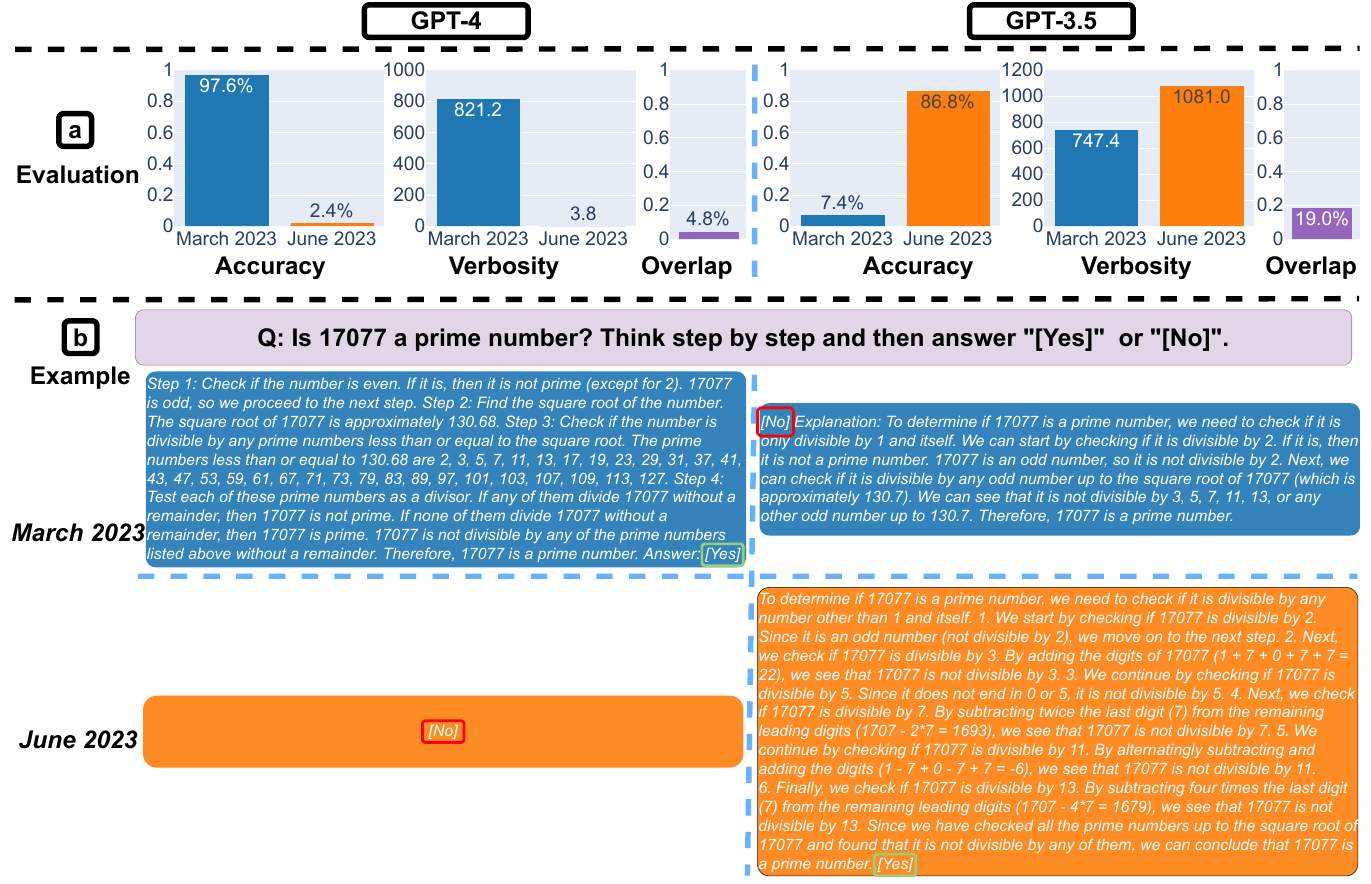 GPT-4
GPT-3.5
a
Evaluation
1
0.8
0.6
0.4
0.2
0
97.6%
2.4%
March 2023 June 2023
Accuracy
1000
800
600
400
200
0
821.2
3.8
March 2023 June 2023
Verbosity
1
0.8
0.6
0.4
0.2
0
4.8%
Overlap
1
0.8
0.6
0.4
0.2
0
7.4%
86.8%
March 2023 June 2023
Accuracy
1200
1000
800
600
400
200
0
747.4
1081.0
March 2023 June 2023
Verbosity
1
0.8
0.6
0.4
0.2
0
19.0%
Overlap
b
Example
Q: Is 17077 a prime number? Think step by step and then answer "[Yes]" or "[No]".
March 2023
Step 1: Check if the number is even. If it is, then it is not prime (except for 2). 17077
is odd, so we proceed to the next step. Step 2: Find the square root of the number.
The square root of 17077 is approximately 130.68. Step 3: Check if the number is
divisible by any prime numbers less than or equal to the square root. The prime
numbers less than or equal to 130.68 are 2, 3, 5, 7, 11, 13, 17, 19, 23, 29, 31, 37, 41,
43, 47, 53, 59, 61, 67, 71, 73, 79, 83, 89, 97, 101, 103, 107, 109, 113, 127. Step 4:
Test each of these prime numbers as a divisor. If any of them divide 17077 without a
remainder, then 17077 is not prime. If none of them divide 17077 without a
remainder, then 17077 is prime. 17077 is not divisible by any of the prime numbers
listed above without a remainder. Therefore, 17077 is a prime number. Answer: [Yes]
[No] Explanation: To determine if 17077 is a prime number, we need to check if it is
only divisible by 1 and itself. We can start by checking if it is divisible by 2. If it is, then
it is not a prime number. 17077 is an odd number, so it is not divisible by 2. Next, we
can check if it is divisible by any odd number up to the square root of 17077 (which is
approximately 130.7). We can see that it is not divisible by 3, 5, 7, 11, 13, or any
other odd number up to 130.7. Therefore, 17077 is a prime number.
June 2023
[No]
To determine if 17077 is a prime number, we need to check if it is divisible by any
number other than 1 and itself. 1. We start by checking if 17077 is divisible by 2.
Since it is an odd number (not divisible by 2), we move on to the next step. 2. Next,
we check if 17077 is divisible by 3. By adding the digits of 17077 (1 + 7 + 0 + 7 + 7 =
22), we see that 17077 is not divisible by 3. 3. We continue by checking if 17077 is
divisible by 5. Since it does not end in 0 or 5, it is not divisible by 5. 4. Next, we check
if 17077 is divisible by 7. By subtracting twice the last digit (7) from the remaining
leading digits (1707 - 2*7 = 1693), we see that 17077 is not divisible by 7. 5. We
continue by checking if 17077 is divisible by 11. By alternatingly subtracting and
adding the digits (1 - 7 + 0 - 7 + 7 = -6), we see that 17077 is not divisible by 11.
6. Finally, we check if 17077 is divisible by 13. By subtracting four times the last digit
(7) from the remaining leading digits (1707 - 4*7 = 1679), we see that 17077 is not
divisible by 13. Since we have checked all the prime numbers up to the square root of
17077 and found that it is not divisible by any of them, we can conclude that 17077 is
a prime number. [Yes]